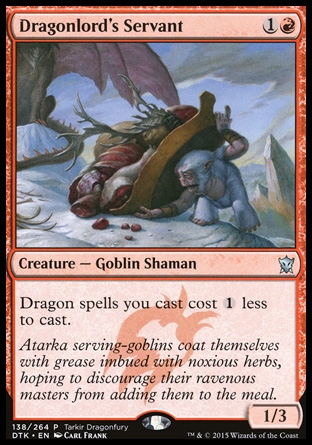 Dragonlord's Servant 1
Creature — Goblin Shaman
Dragon spells you cast cost 1 less
to cast.
Atarka serving-goblins coat themselves
with grease imbued with noxious herbs,
hoping to discourage their ravenous
masters from adding them to the meal.
138/264 P Tarkir Dragonfury
DTK • EN Carl Frank ™ & © 2015 Wizards of the Coast
1/3